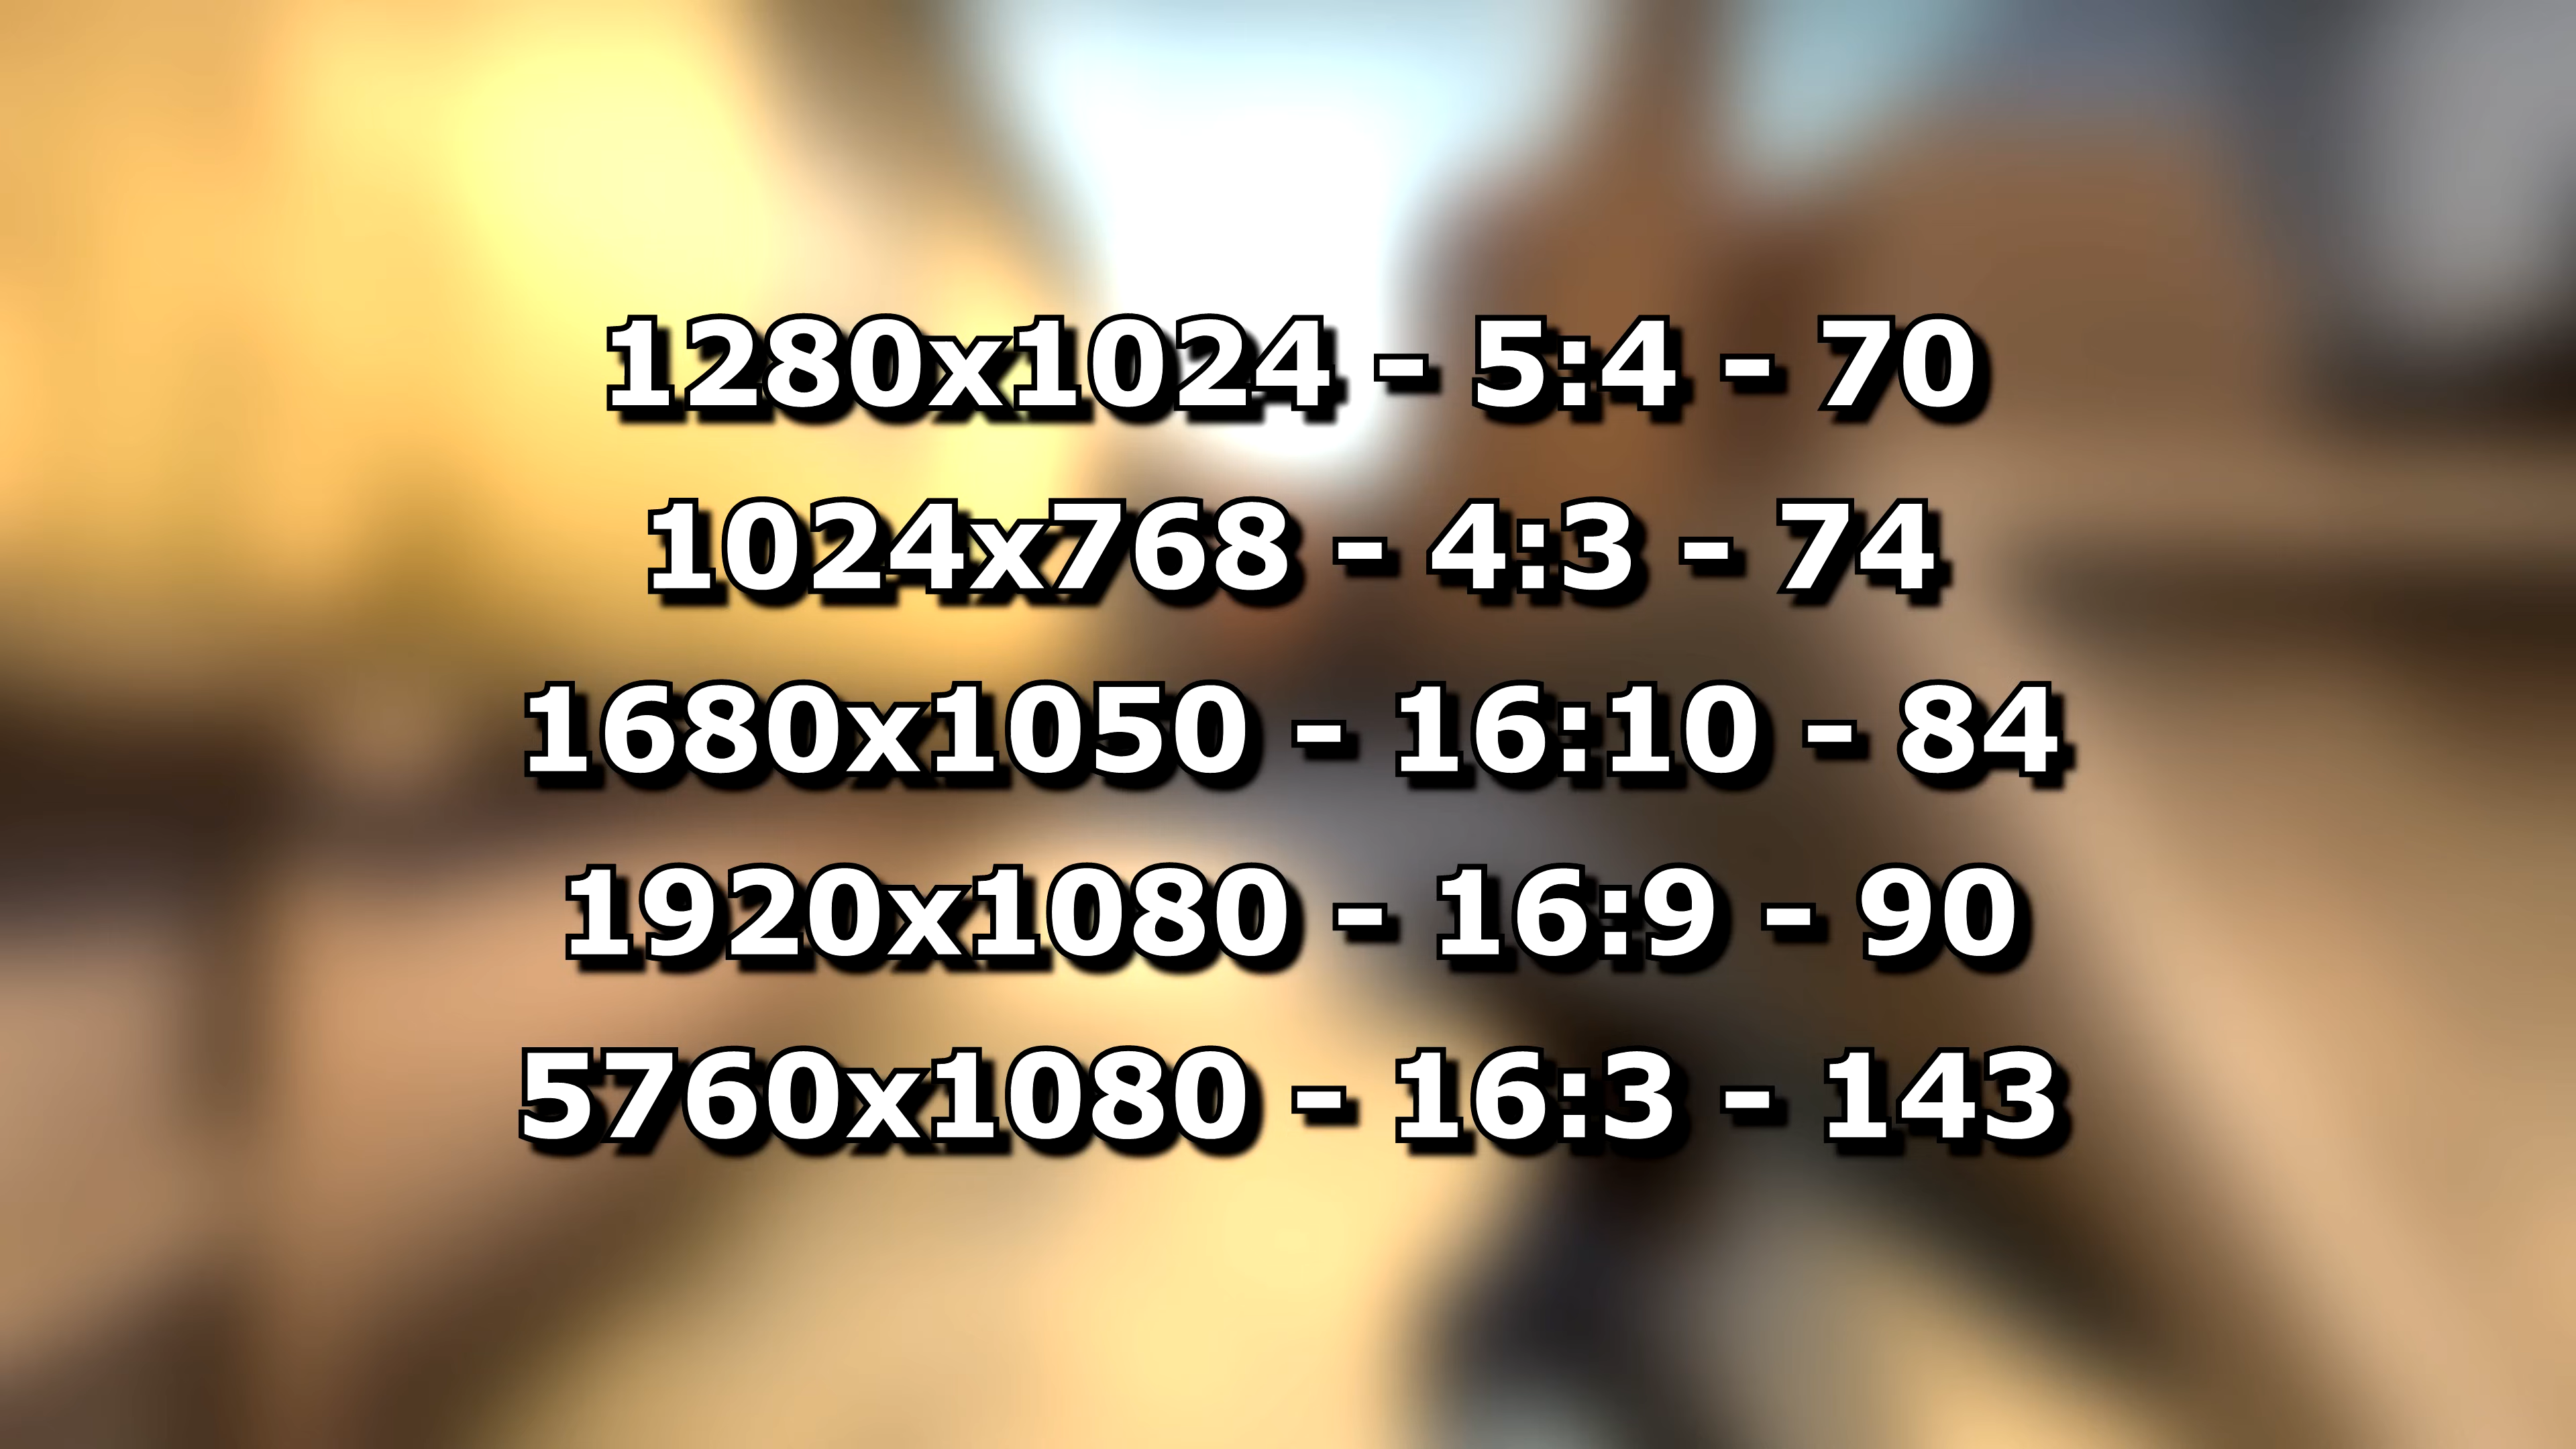 1280x1024 - 5:4 - 70
1024x768 - 4:3 - 74
1680x1050 - 16:10 - 84
1920x1080 - 16:9 - 90
5760x1080 - 16:3 - 143